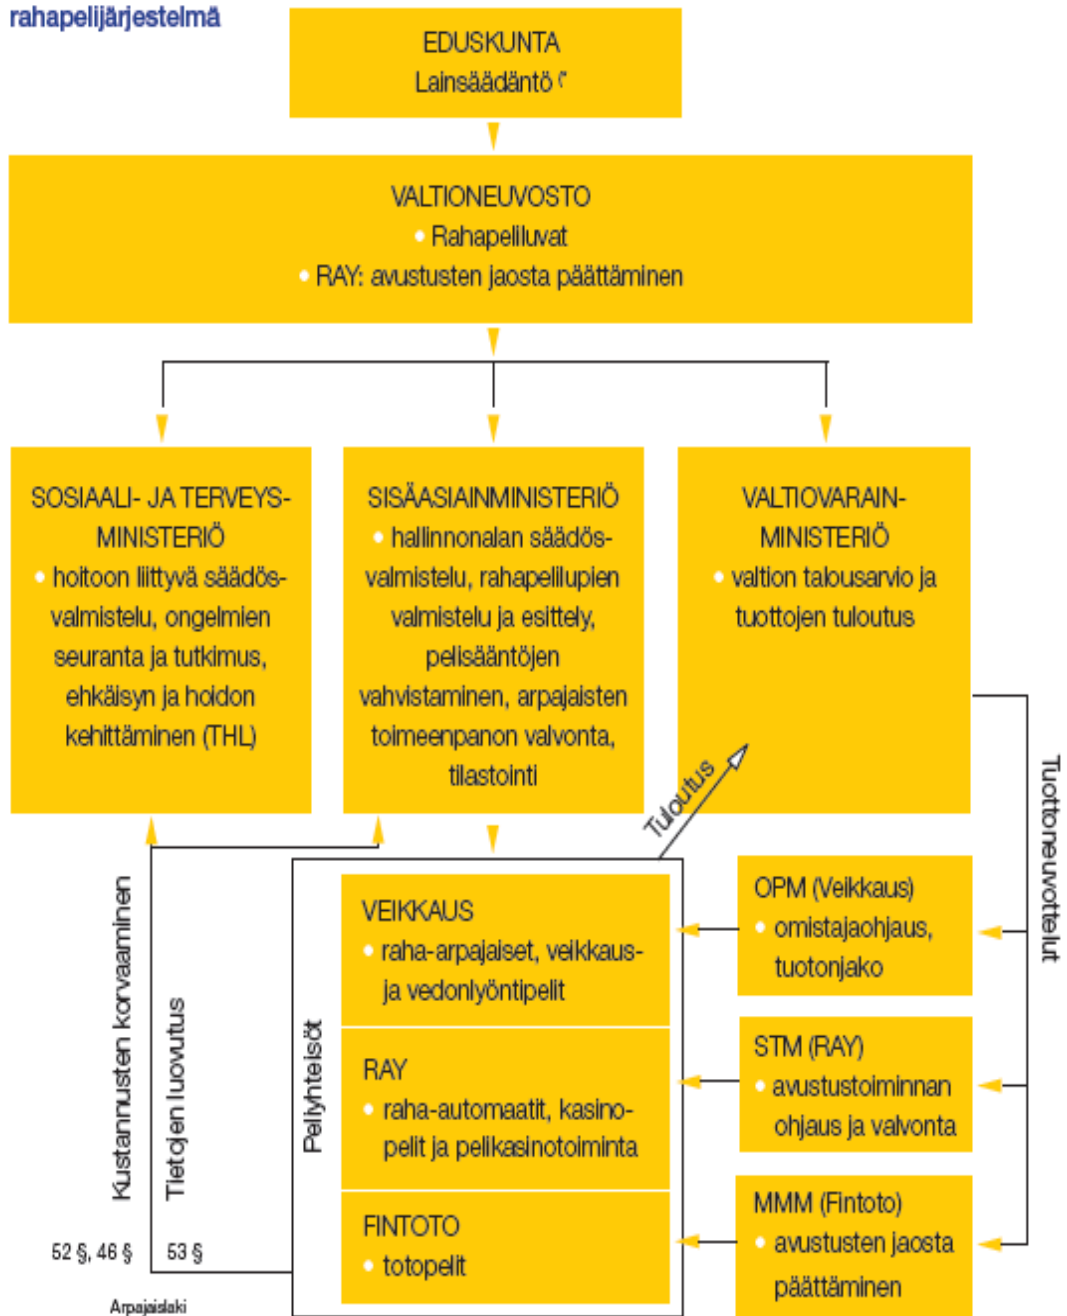 rahapelijärjestelmä
EDUSKUNTA
Lainsäädäntö (*
VALTIONEUVOSTO
• Rahapeliluvat
• RAY: avustusten jaosta päättäminen
SOSIAALI- JA TERVEYS-
MINISTERIÖ
• hoitoon liittyvä säädös-
valmistelu, ongelmien
seuranta ja tutkimus,
ehkäisyn ja hoidon
kehittäminen (THL)
SISÄASIAINMINISTERIÖ
• hallinnonalan säädös-
valmistelu, rahapelilupien
valmistelu ja esittely,
pelisääntöjen
vahvistaminen, arpajaisten
toimeenpanon valvonta,
tilastointi
VALTIOVARAIN-
MINISTERIÖ
• valtion talousarvio ja
tuottojen tuloutus
Tuloutus
Tuottoneuvottelut
Kustannusten korvaaminen
Tietojen luovutus
52 §, 46 §
53 §
Arpajaislaki
Peliyhteisöt
VEIKKAUS
• raha-arpajaiset, veikkaus-
ja vedonlyöntipelit
RAY
• raha-automaatit, kasino-
pelit ja pelikasinotoiminta
FINTOTO
• totopelit
OPM (Veikkaus)
• omistajaohjaus,
tuotonjako
STM (RAY)
• avustustoiminnan
ohjaus ja valvonta
MMM (Fintoto)
• avustusten jaosta
päättäminen